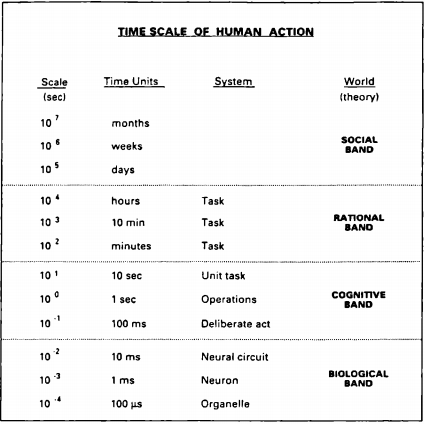 TIME SCALE OF HUMAN ACTION
Scale Time Units System World
(sec) (theory)
10 7 months
10 6 weeks SOCIAL BAND
10 5 days
10 4 hours Task
10 3 10 min Task RATIONAL BAND
10 2 minutes Task
10 1 10 sec Unit task
10 0 1 sec Operations COGNITIVE BAND
10 -1 100 ms Deliberate act
10 -2 10 ms Neural circuit
10 -3 1 ms Neuron BIOLOGICAL BAND
10 -4 100 µs Organelle